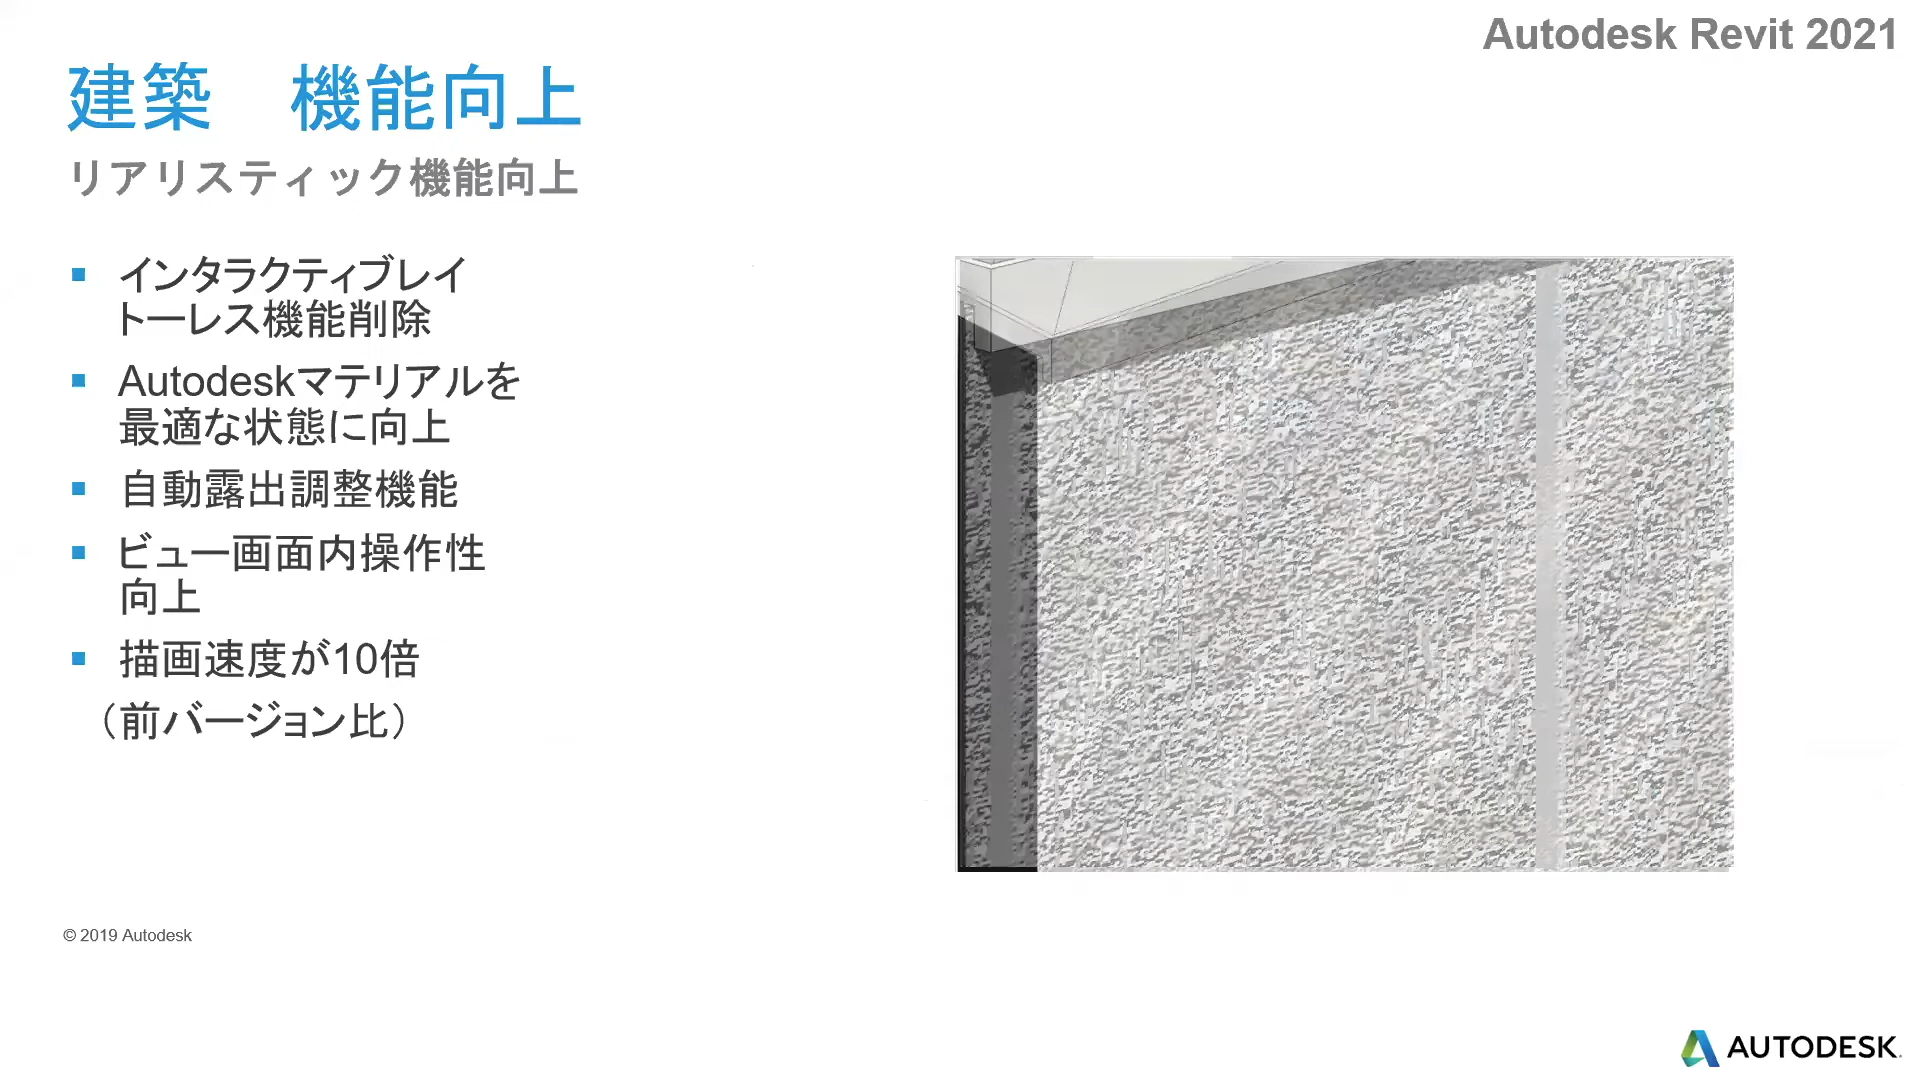 Autodesk Revit 2021
建築　機能向上
リアリスティック機能向上
▪ インタラクティブレイ
トーレス機能削除
▪ Autodeskマテリアルを
最適な状態に向上
▪ 自動露出調整機能
▪ ビュー画面内操作性
向上
▪ 描画速度が10倍
（前バージョン比）
© 2019 Autodesk
AUTODESK.